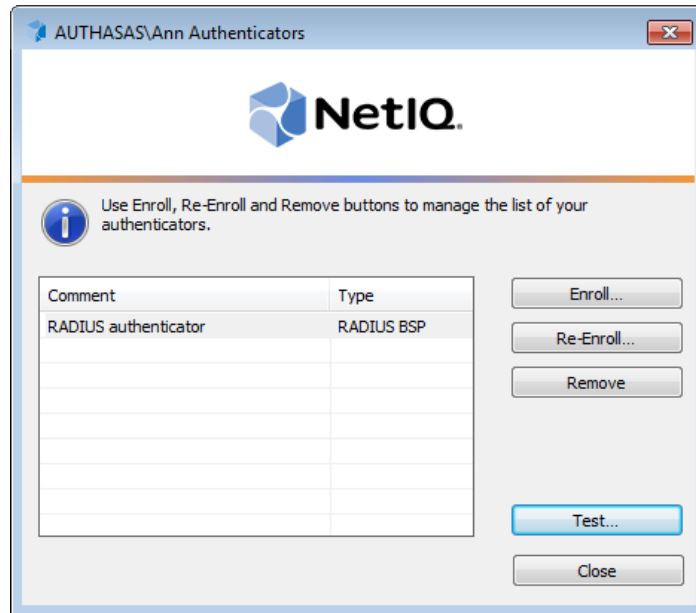 AUTHASAS\Ann Authenticators
NetIQ.
Use Enroll, Re-Enroll and Remove buttons to manage the list of your
authenticators.
Comment Type
RADIUS authenticator RADIUS BSP
Enroll...
Re-Enroll...
Remove
Test...
Close